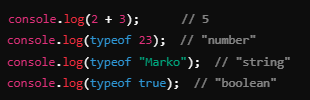 console.log(2 + 3);      // 5
console.log(typeof 23);  // "number"
console.log(typeof "Marko");  // "string"
console.log(typeof true);  // "boolean"